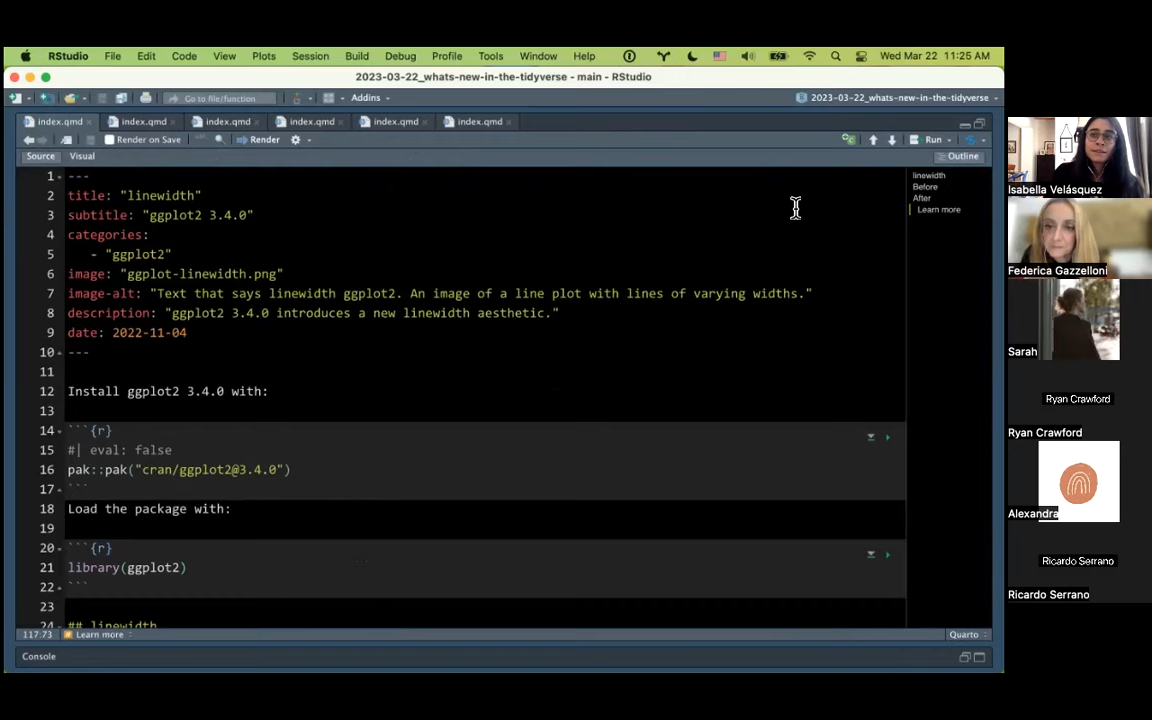 RStudio File Edit Code View Plots Session Build Debug Profile Tools Window Help Wed Mar 22 11:25 AM
2023-03-22_whats-new-in-the-tidyverse - main - RStudio
Go to file/function Addins 2023-03-22_whats-new-in-the-tidyverse
index.qmd index.qmd index.qmd index.qmd index.qmd index.qmd
Render on Save Render Run
Source Visual Outline
1 ---
2 title: "linewidth"
3 subtitle: "ggplot2 3.4.0"
4 categories:
5 - "ggplot2"
6 image: "ggplot-linewidth.png"
7 image-alt: "Text that says linewidth ggplot2. An image of a line plot with lines of varying widths."
8 description: "ggplot2 3.4.0 introduces a new linewidth aesthetic."
9 date: 2022-11-04
10 ---
11
12 Install ggplot2 3.4.0 with:
13
14 ```{r}
15 #| eval: false
16 pak::pak("cran/ggplot2@3.4.0")
17 ```
18 Load the package with:
19
20 ```{r}
21 library(ggplot2)
22 ```
23
24 ## linewidth
linewidth
Before
After
Learn more
117:73 Learn more Quarto
Console
Isabella Velásquez
Federica Gazzelloni
Sarah
Ryan Crawford
Ryan Crawford
Alexandra
Ricardo Serrano
Ricardo Serrano